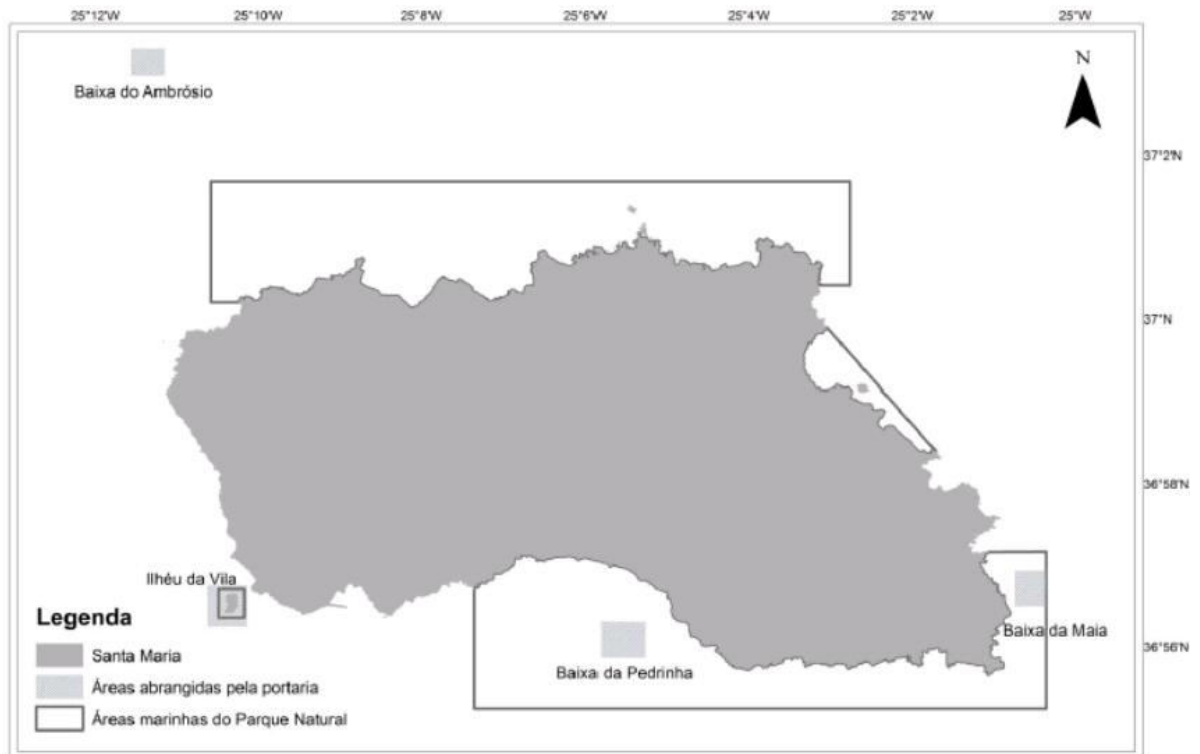 25°12'W 25°10'W 25°8'W 25°6'W 25°4'W 25°2'W 25°W
Baixa do Ambrósio
N
37°2'N
37°N
36°58'N
Ilhéu da Vila
Legenda
Santa Maria
Áreas abrangidas pela portaria
Áreas marinhas do Parque Natural
Baixa da Pedrinha
Baixa da Maia
36°56'N